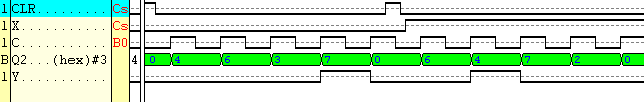 1 CLR Cs
1 X Cs
1 C B0
B Q2...(hex)#3 4 0 4 6 3 7 0 6 4 7 2 0
1 Y